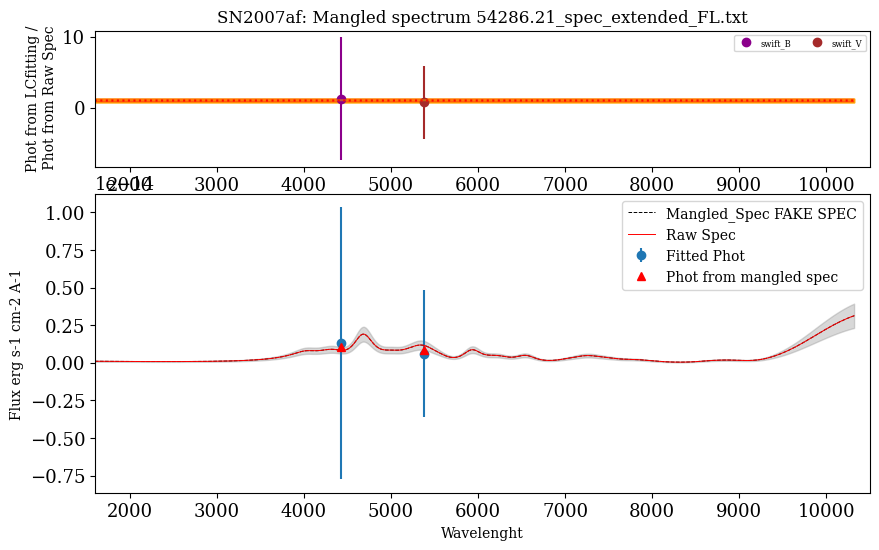 SN2007af: Mangled spectrum 54286.21_spec_extended_FL.txt
Phot from LCfitting /
Phot from Raw Spec
10
0
swift_B swift_V
2000 3000 4000 5000 6000 7000 8000 9000 10000
1e−14
Flux erg s-1 cm-2 A-1
1.00
0.75
0.50
0.25
0.00
−0.25
−0.50
−0.75
Mangled_Spec FAKE SPEC
Raw Spec
Fitted Phot
Phot from mangled spec
2000 3000 4000 5000 6000 7000 8000 9000 10000
Wavelenght